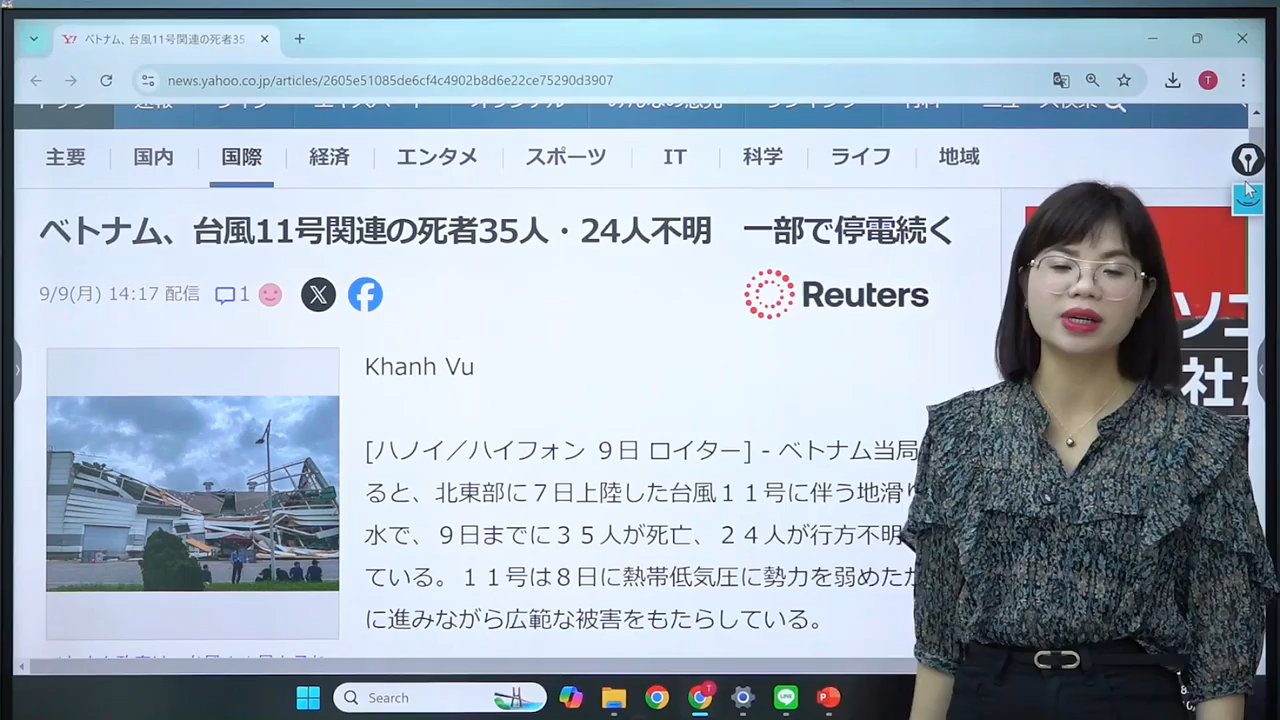 ベトナム、台風11号関連の死者35
news.yahoo.co.jp/articles/2605e51085de6cf4c4902b8d6e22ce75290d3907
主要 国内 国際 経済 エンタメ スポーツ IT 科学 ライフ 地域
ベトナム、台風11号関連の死者35人・24人不明 一部で停電続く
9/9(月) 14:17 配信 1
Reuters
Khanh Vu
[ハノイ/ハイフォン 9日 ロイター] - ベトナム当局
ると、北東部に7日上陸した台風11号に伴う地滑り
水で、9日までに35人が死亡、24人が行方不明
ている。11号は8日に熱帯低気圧に勢力を弱めたが
に進みながら広範な被害をもたらしている。
ソニ
社
Search